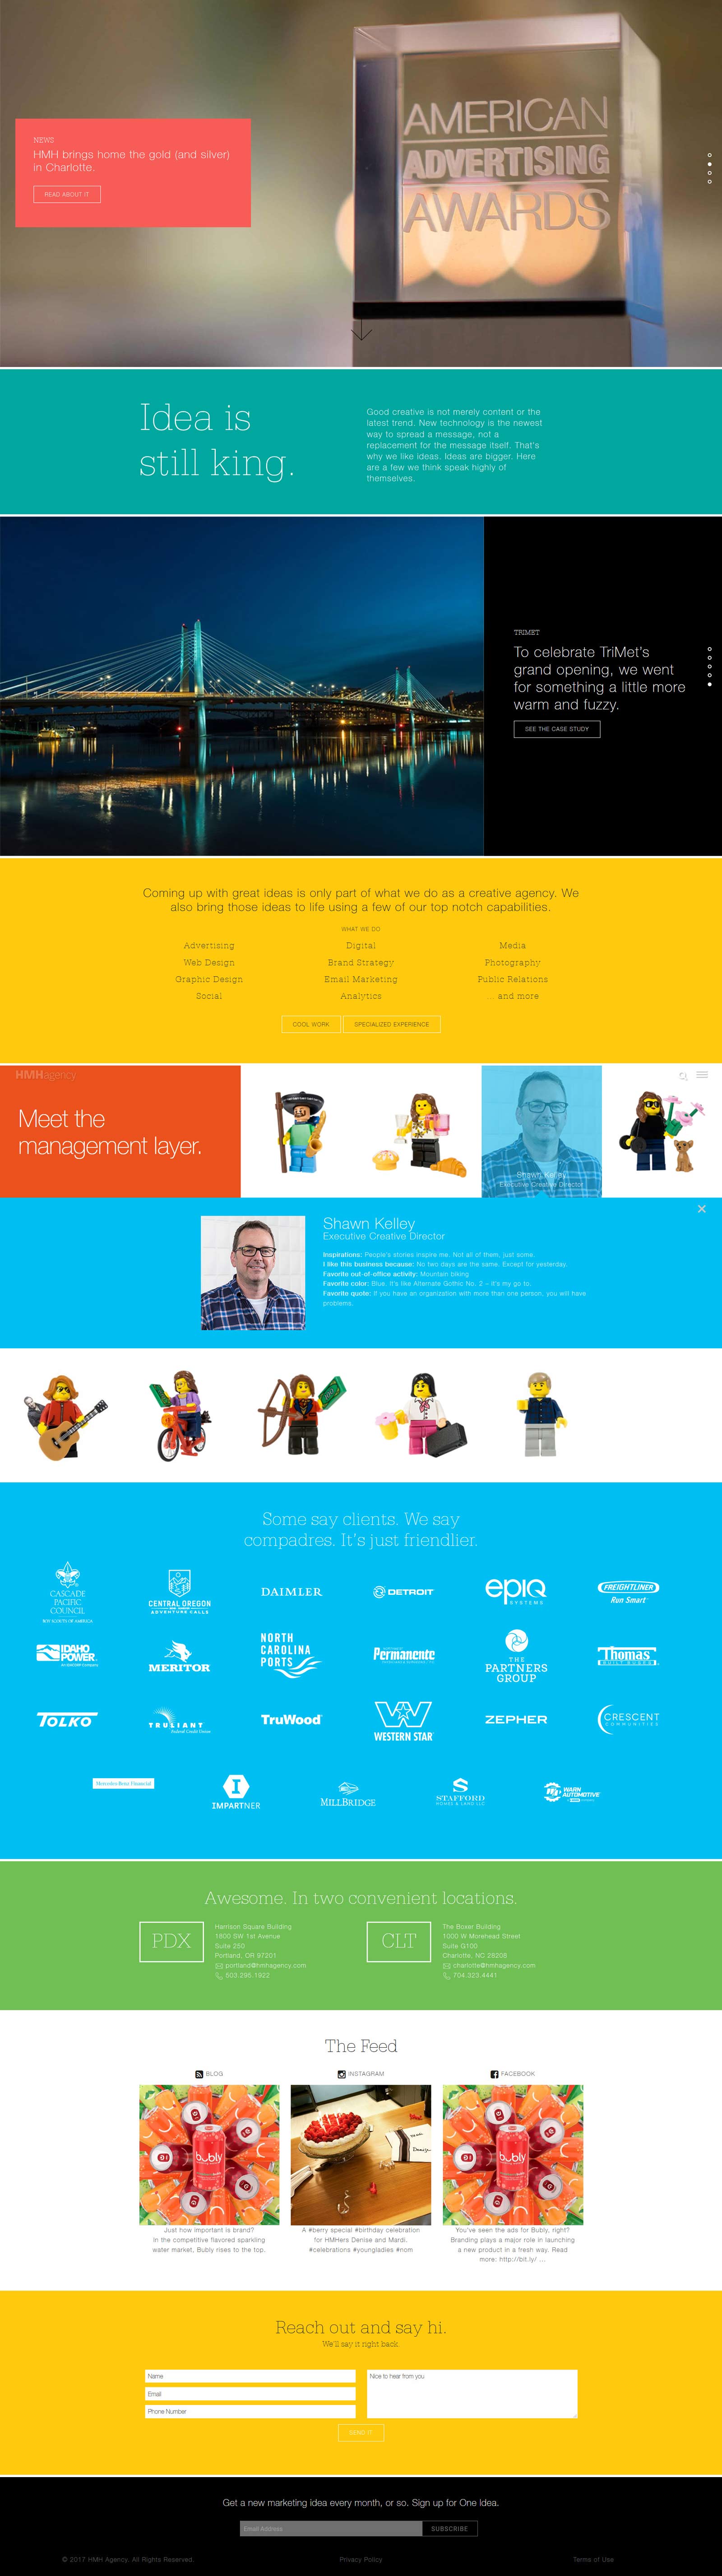 AMERICAN
ADVERTISING
AWARDS
NEWS
HMH brings home the gold (and silver)
in Charlotte.
READ ABOUT IT
Idea is
still king.
Good creative is not merely content or the
latest trend. New technology is the newest
way to spread a message, not a
replacement for the message itself. That's
why we like ideas. Ideas are bigger. Here
are a few we think speak highly of
themselves.
TRIMET
To celebrate TriMet's
grand opening, we went
for something a little more
warm and fuzzy.
SEE THE CASE STUDY
Coming up with great ideas is only part of what we do as a creative agency. We
also bring those ideas to life using a few of our top notch capabilities.
WHAT WE DO
Advertising Digital Media
Web Design Brand Strategy Photography
Graphic Design Email Marketing Public Relations
Social Analytics ... and more
COOL WORK SPECIALIZED EXPERIENCE
HMHagency
Meet the
management layer.
Shawn Kelley
Executive Creative Director
Shawn Kelley
Executive Creative Director
Inspirations: People's stories inspire me. Not all of them, just some.
I like this business because: No two days are the same. Except for yesterday.
Favorite out-of-office activity: Mountain biking
Favorite color: Blue. It's like Alternate Gothic No. 2 – it's my go to.
Favorite quote: If you have an organization with more than one person, you will have
problems.
Some say clients. We say
compadres. It's just friendlier.
CASCADE
PACIFIC
COUNCIL
BOY SCOUTS OF AMERICA
CENTRAL OREGON
ADVENTURE CALLS
DAIMLER
DETROIT
epiq
SYSTEMS
FREIGHTLINER
Run Smart
IDAHO
POWER
MERITOR
NORTH
CAROLINA
PORTS
Permanente
THE
PARTNERS
GROUP
Thomas
BUILT BUSES
TOLKO
TRULIANT
Federal Credit Union
TruWood
WESTERN STAR
ZEPHER
CRESCENT
COMMUNITIES
Mercedes-Benz Financial
IMPARTNER
MILLBRIDGE
STAFFORD
HOMES & LAND LLC
WARN
AUTOMOTIVE
Awesome. In two convenient locations.
PDX
Harrison Square Building
1800 SW 1st Avenue
Suite 250
Portland, OR 97201
portland@hmhagency.com
503.295.1922
CLT
The Boxer Building
1000 W Morehead Street
Suite G100
Charlotte, NC 28208
charlotte@hmhagency.com
704.323.4441
The Feed
BLOG INSTAGRAM FACEBOOK
bubly
bubly
Just how important is brand?
In the competitive flavored sparkling
water market, Bubly rises to the top.
A #berry special #birthday celebration
for HMHers Denise and Mardi.
#celebrations #youngladies #nom
You've seen the ads for Bubly, right?
Branding plays a major role in launching
a new product in a fresh way. Read
more: http://bit.ly/ ...
Reach out and say hi.
We'll say it right back.
Name
Email
Phone Number
Nice to hear from you
SEND IT
Get a new marketing idea every month, or so. Sign up for One Idea.
Email Address SUBSCRIBE
© 2017 HMH Agency. All Rights Reserved. Privacy Policy Terms of Use